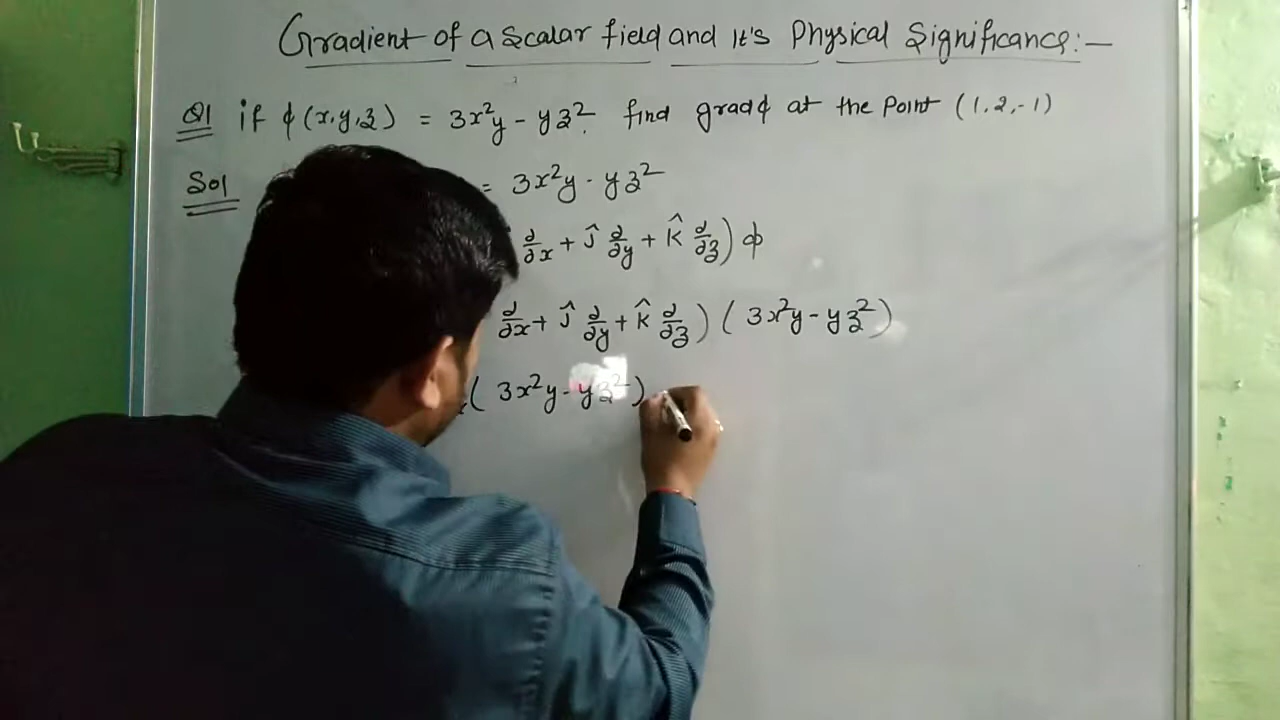 Gradient of a scalar field and It's Physical Significance:-
Q1 if ϕ(x,y,z) = 3x²y - yz². find gradϕ at the Point (1,2,-1)
Sol = 3x²y - yz²
∂/∂x + ĵ ∂/∂y + k̂ ∂/∂z) ϕ
∂/∂x + ĵ ∂/∂y + k̂ ∂/∂z) (3x²y - yz²)
(3x²y - yz²)